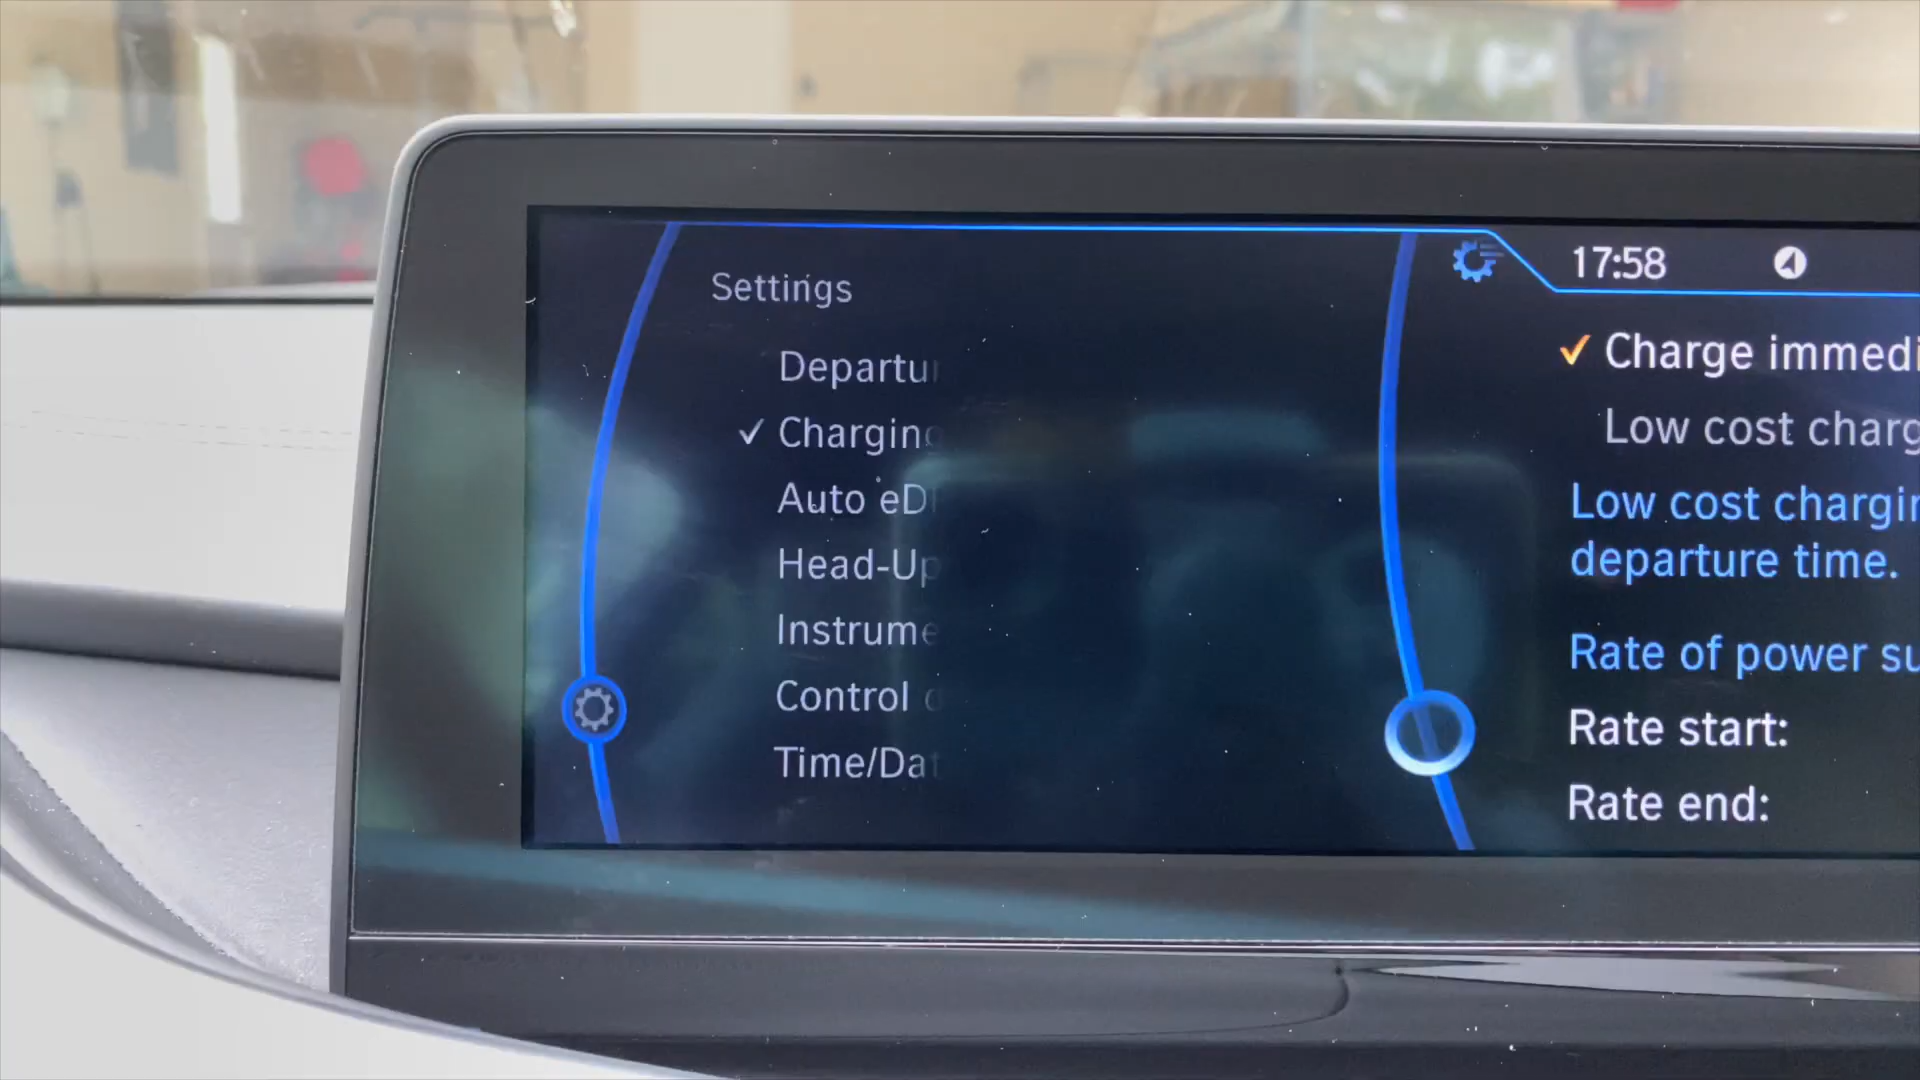 Settings
Departu
✓ Charging
Auto eD
Head-Up
Instrume
Control
Time/Da
17:58
✓ Charge immedi
Low cost charg
Low cost chargin
departure time.
Rate of power su
Rate start:
Rate end: